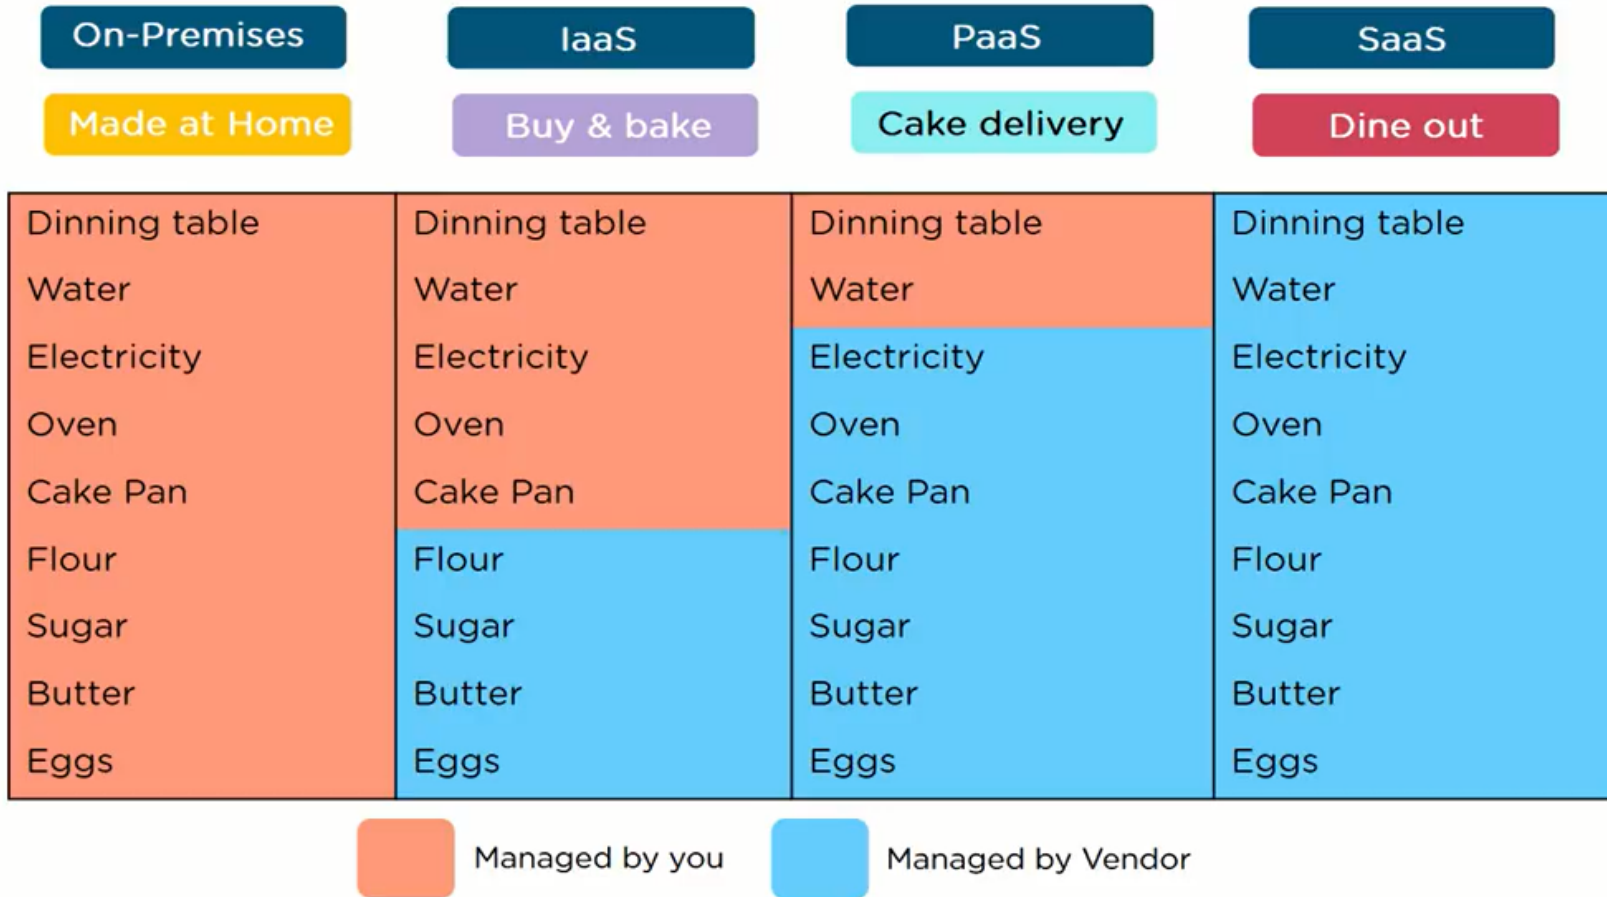 On-Premises IaaS PaaS SaaS
Made at Home Buy & bake Cake delivery Dine out
Dinning table Dinning table Dinning table Dinning table
Water Water Water Water
Electricity Electricity Electricity Electricity
Oven Oven Oven Oven
Cake Pan Cake Pan Cake Pan Cake Pan
Flour Flour Flour Flour
Sugar Sugar Sugar Sugar
Butter Butter Butter Butter
Eggs Eggs Eggs Eggs
Managed by you Managed by Vendor